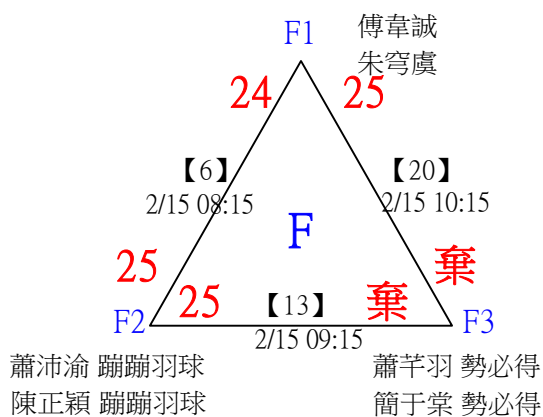 F1
傅韋誠
朱穹虞
24
25
【6】
2/15 08:15
【20】
2/15 10:15
F
25
棄
25
【13】
棄
F2
2/15 09:15
F3
蕭沛渝 蹦蹦羽球
陳正穎 蹦蹦羽球
蕭芊羽 勢必得
簡于棠 勢必得